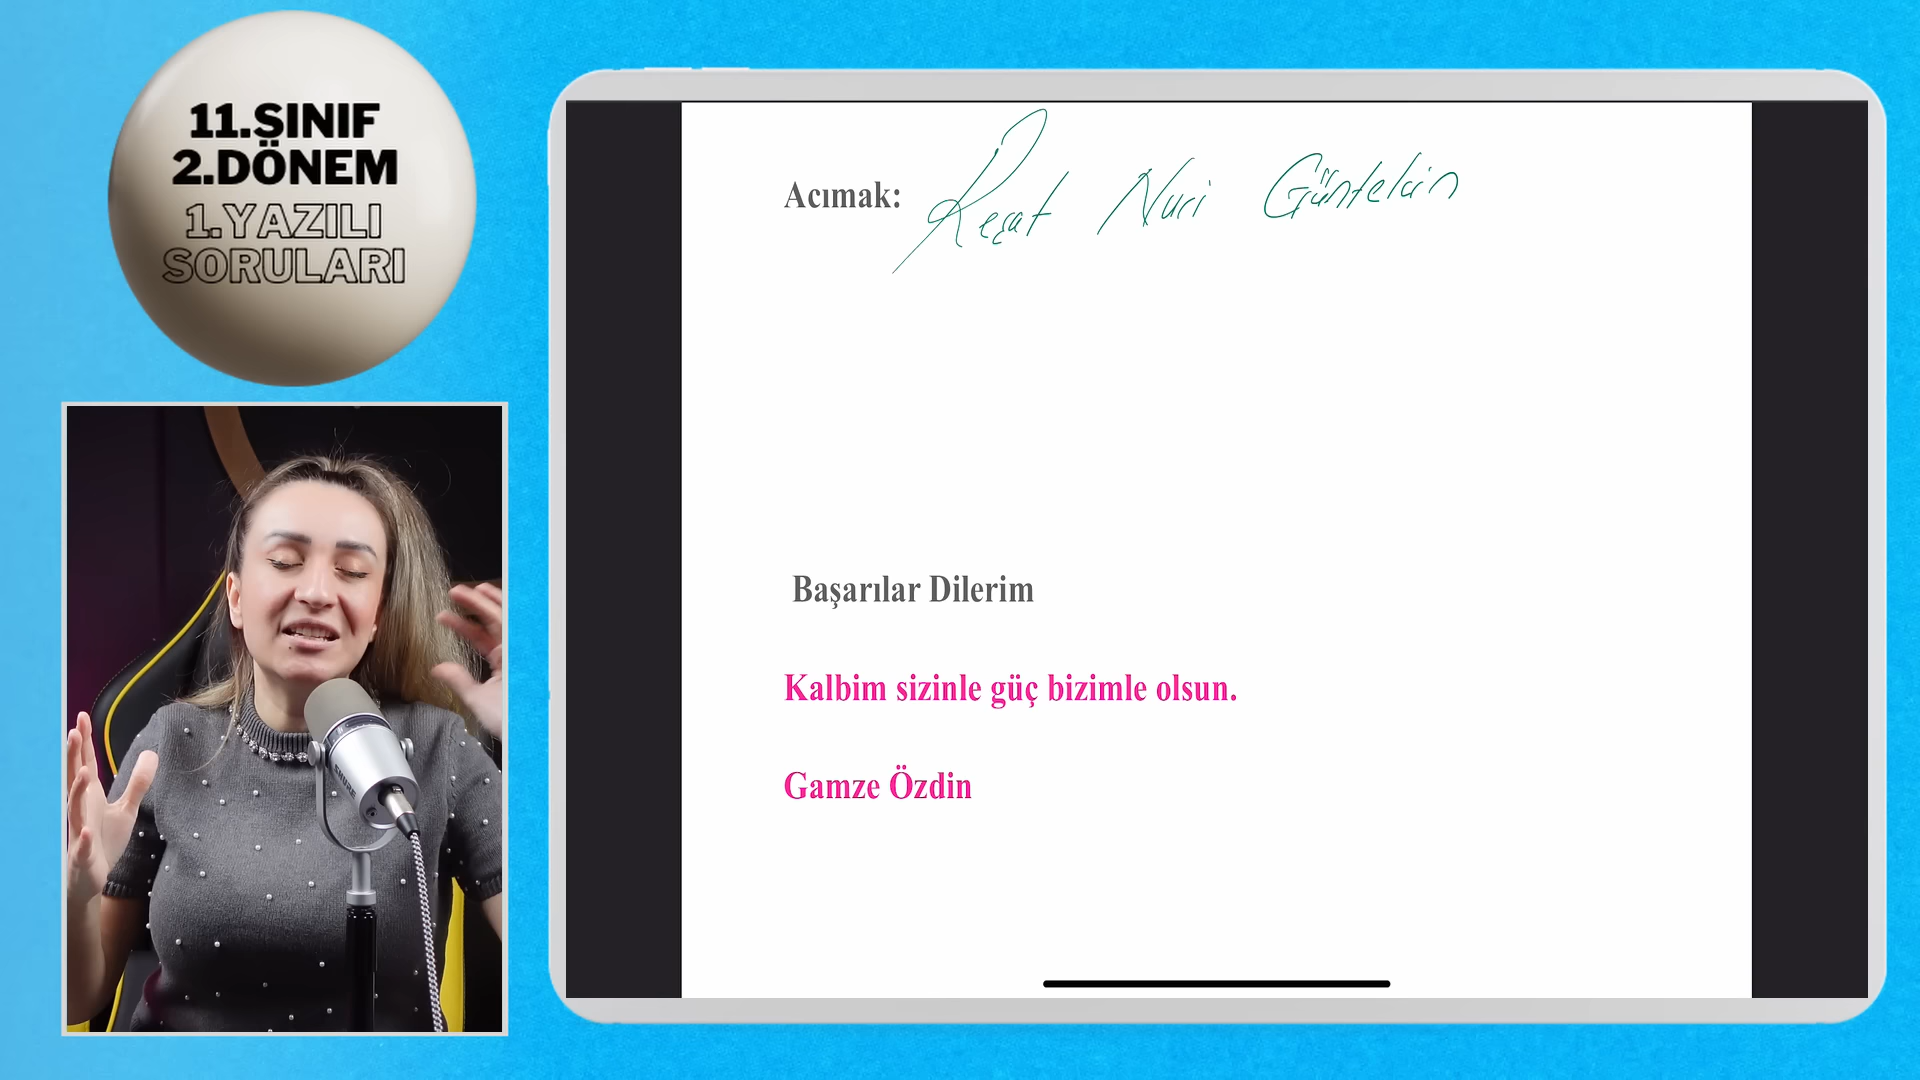 11.SINIF
2.DÖNEM
1.YAZILI
SORULARI
Acımak: Reşat Nuri Güntekin
Başarılar Dilerim
Kalbim sizinle güç bizimle olsun.
Gamze Özdin
SHURE